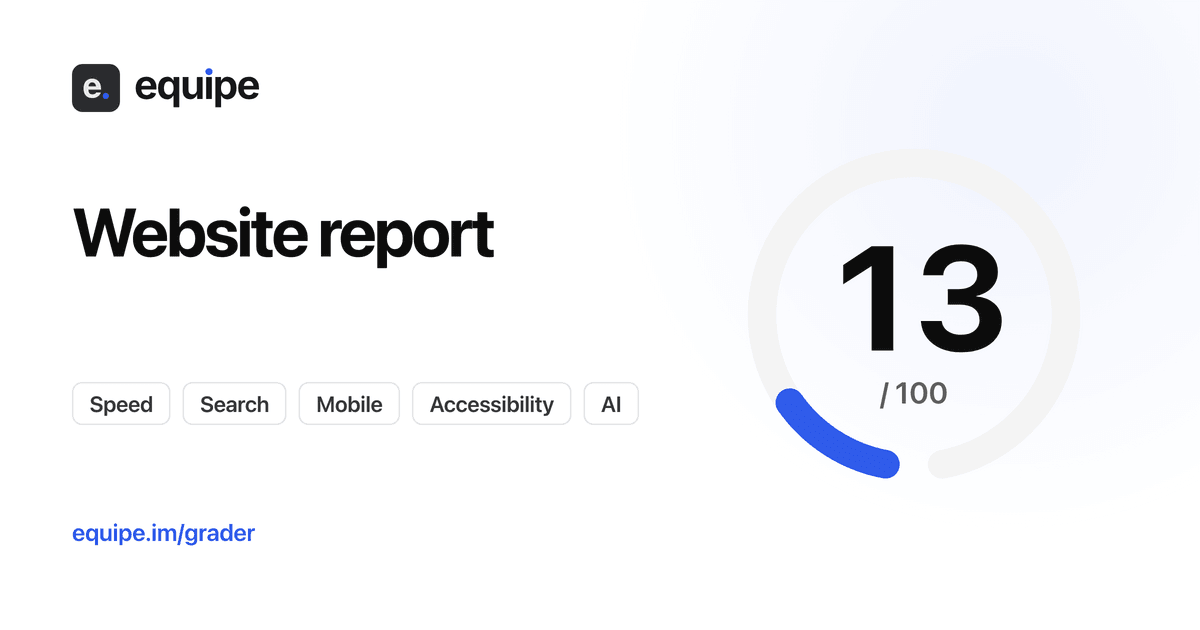 e.
equipe
Website report
13
/ 100
Speed
Search
Mobile
Accessibility
AI
equipe.im/grader